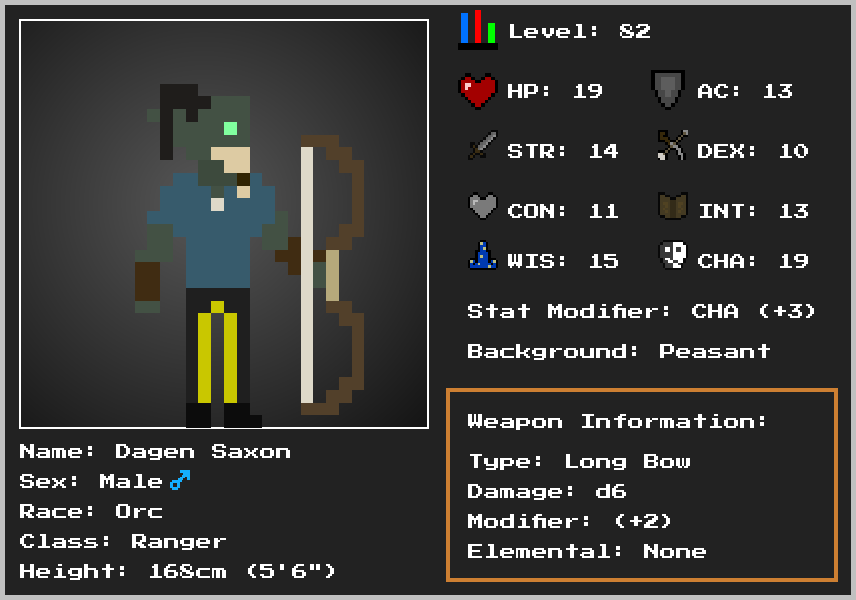 Level: 82
HP: 19
AC: 13
STR: 14
DEX: 10
CON: 11
INT: 13
WIS: 15
CHA: 19
Stat Modifier: CHA (+3)
Background: Peasant
Weapon Information:
Type: Long Bow
Damage: d6
Modifier: (+2)
Elemental: None
Name: Dagen Saxon
Sex: Male ♂
Race: Orc
Class: Ranger
Height: 168cm (5'6")